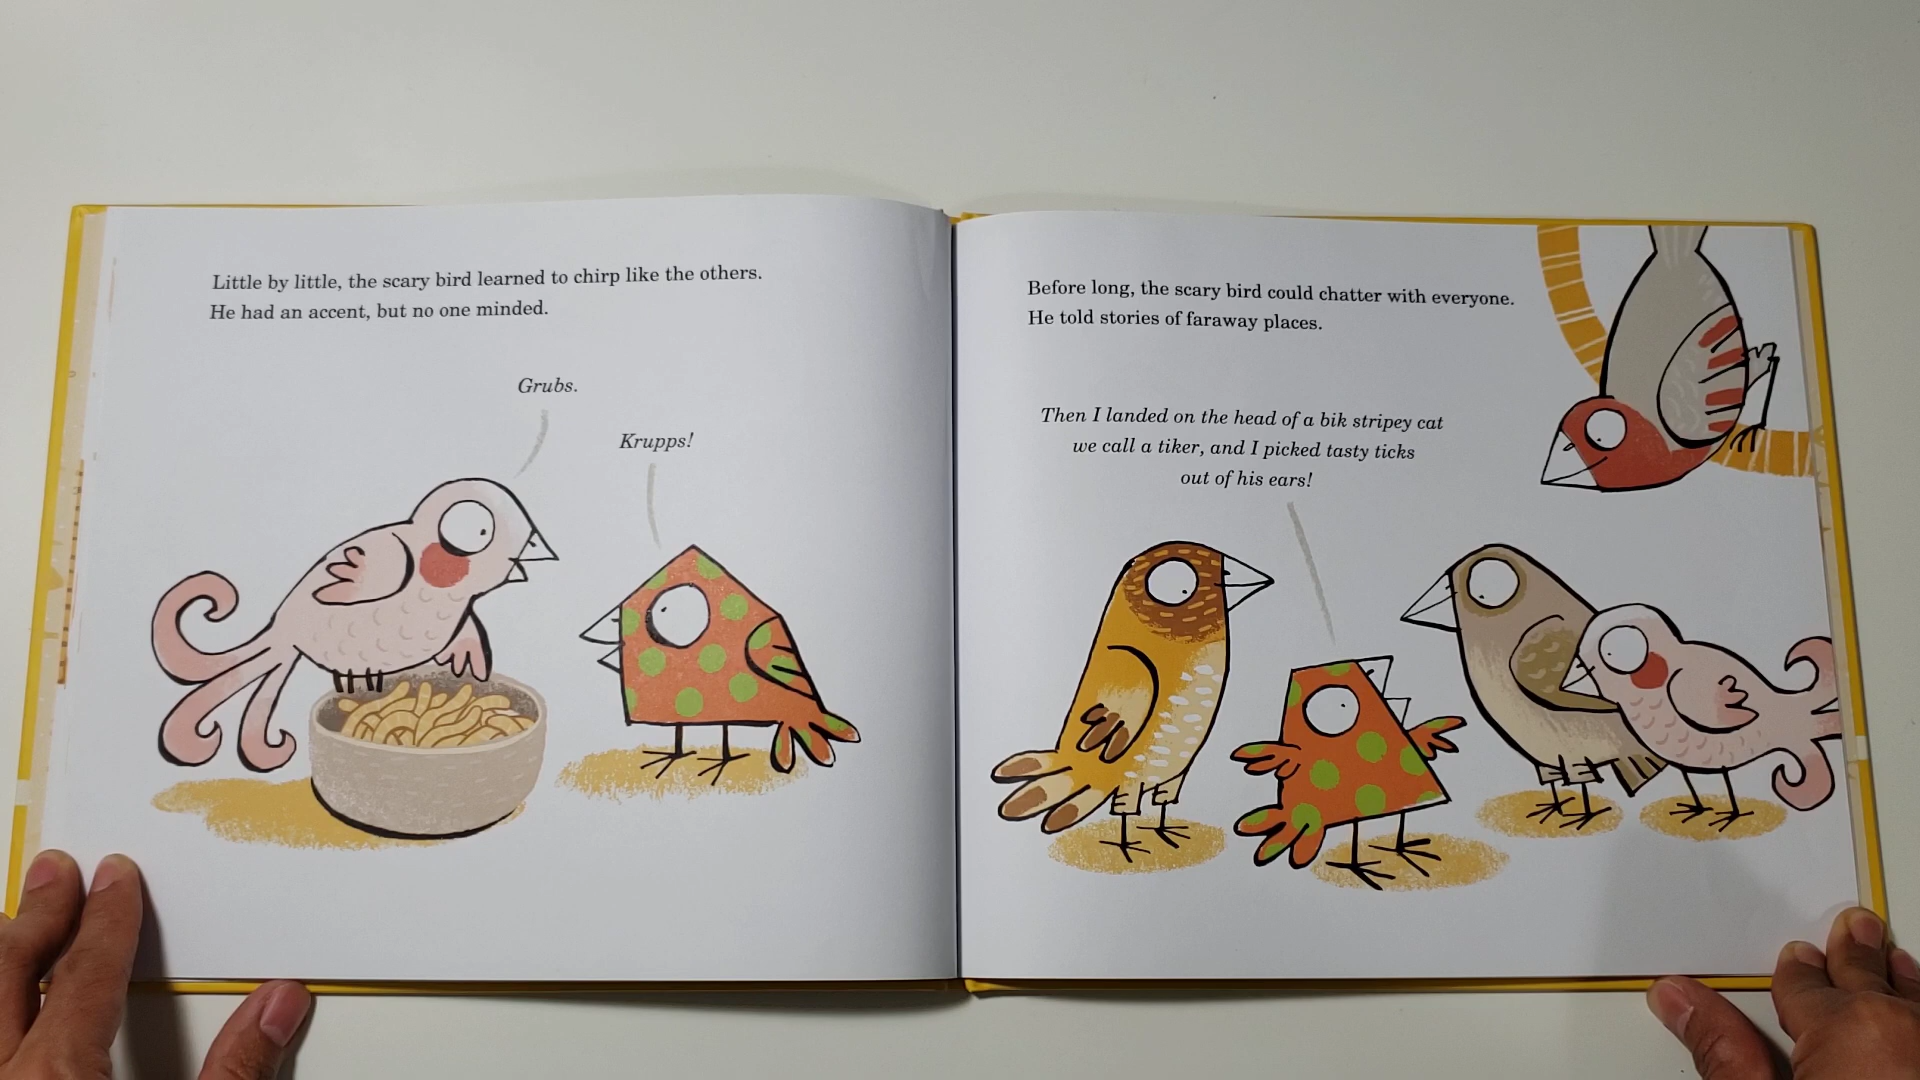 Little by little, the scary bird learned to chirp like the others.
He had an accent, but no one minded.
Grubs.
Krupps!
Before long, the scary bird could chatter with everyone.
He told stories of faraway places.
Then I landed on the head of a bik stripey cat
we call a tiker, and I picked tasty ticks
out of his ears!